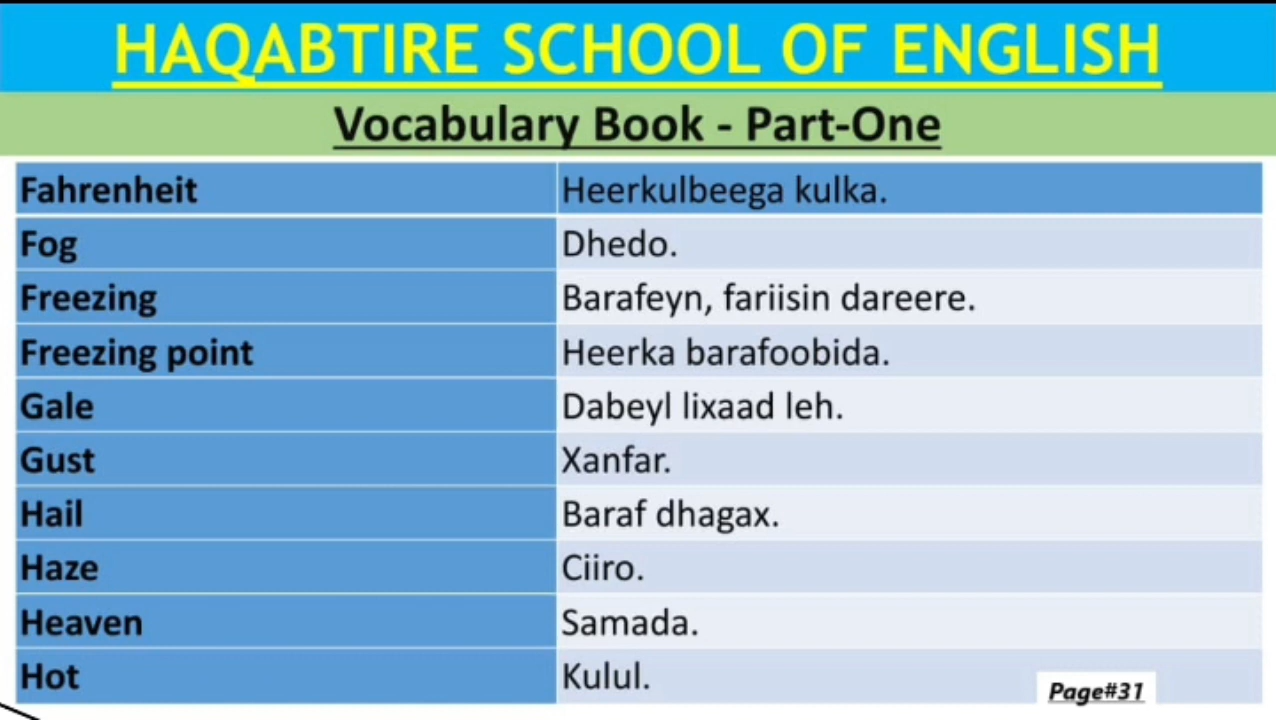 HAQABTIRE SCHOOL OF ENGLISH
Vocabulary Book - Part-One
Fahrenheit Heerkulbeega kulka.
Fog Dhedo.
Freezing Barafeyn, fariisin dareere.
Freezing point Heerka barafoobida.
Gale Dabeyl lixaad leh.
Gust Xanfar.
Hail Baraf dhagax.
Haze Ciiro.
Heaven Samada.
Hot Kulul.
Page#31